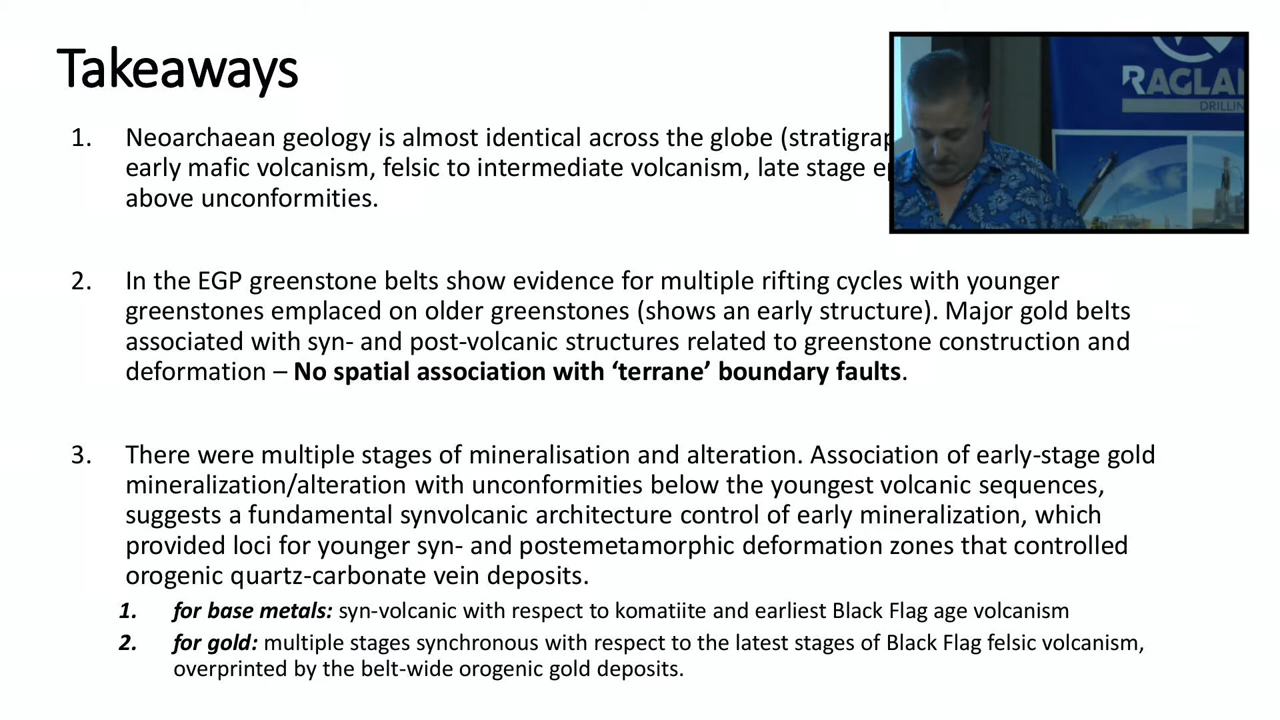 Takeaways
1. Neoarchaean geology is almost identical across the globe
early mafic volcanism, felsic to intermediate volcanism, late stage
above unconformities.
2. In the EGP greenstone belts show evidence for multiple rifting cycles with younger
greenstones emplaced on older greenstones (shows an early structure). Major gold belts
associated with syn- and post-volcanic structures related to greenstone construction and
deformation – No spatial association with ‘terrane’ boundary faults.
3. There were multiple stages of mineralisation and alteration. Association of early-stage gold
mineralization/alteration with unconformities below the youngest volcanic sequences,
suggests a fundamental synvolcanic architecture control of early mineralization, which
provided loci for younger syn- and postemetamorphic deformation zones that controlled
orogenic quartz-carbonate vein deposits.
1. for base metals: syn-volcanic with respect to komatiite and earliest Black Flag age volcanism
2. for gold: multiple stages synchronous with respect to the latest stages of Black Flag felsic volcanism,
overprinted by the belt-wide orogenic gold deposits.
RAGLA
DRILLIN